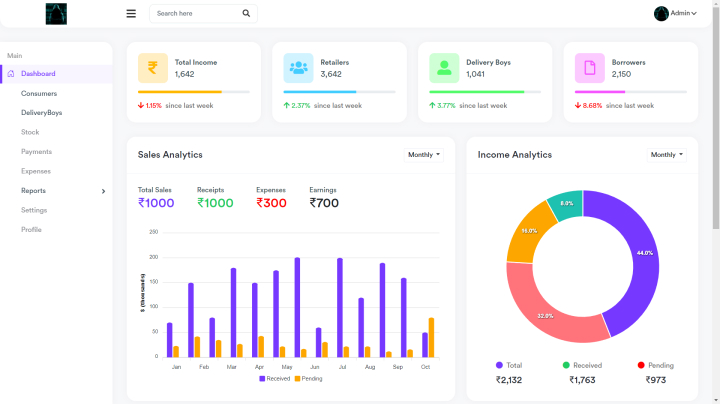 Search here
Admin
Main
Dashboard
Consumers
DeliveryBoys
Stock
Payments
Expenses
Reports
Settings
Profile
Total Income
1,642
1.15% since last week
Retailers
3,642
2.37% since last week
Delivery Boys
1,041
3.77% since last week
Borrowers
2,150
8.68% since last week
Sales Analytics
Monthly
Total Sales
₹1000
Receipts
₹1000
Expenses
₹300
Earnings
₹700
$ (thousands)
250
200
150
100
50
0
Jan Feb Mar Apr May Jun Jul Aug Sep Oct
Received Pending
Income Analytics
Monthly
8.0%
16.0%
44.0%
32.0%
Total
₹2,132
Received
₹1,763
Pending
₹973